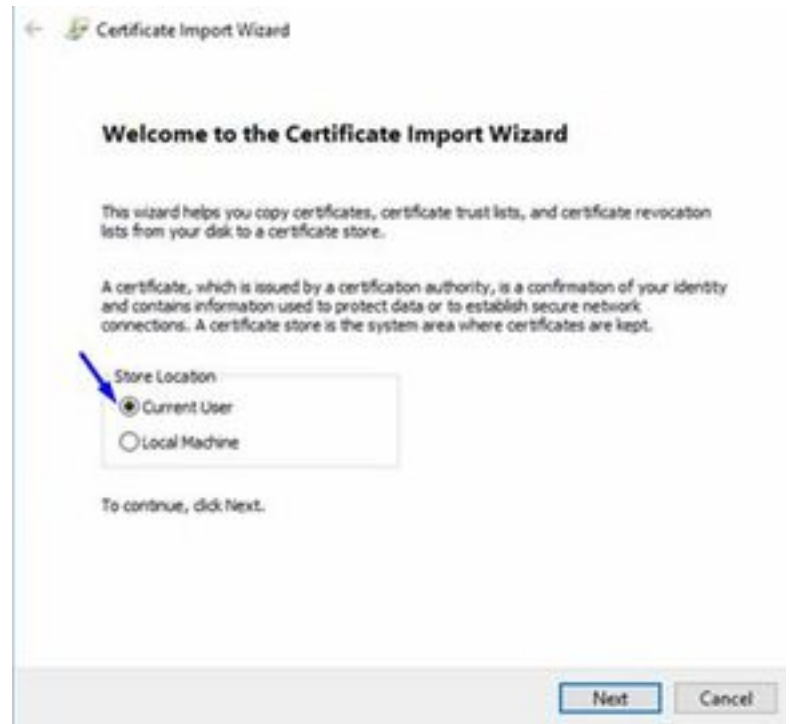 Certificate Import Wizard
Welcome to the Certificate Import Wizard
This wizard helps you copy certificates, certificate trust lists, and certificate revocation
lists from your disk to a certificate store.
A certificate, which is issued by a certification authority, is a confirmation of your identity
and contains information used to protect data or to establish secure network
connections. A certificate store is the system area where certificates are kept.
Store Location
Current User
Local Machine
To continue, click Next.
Next
Cancel